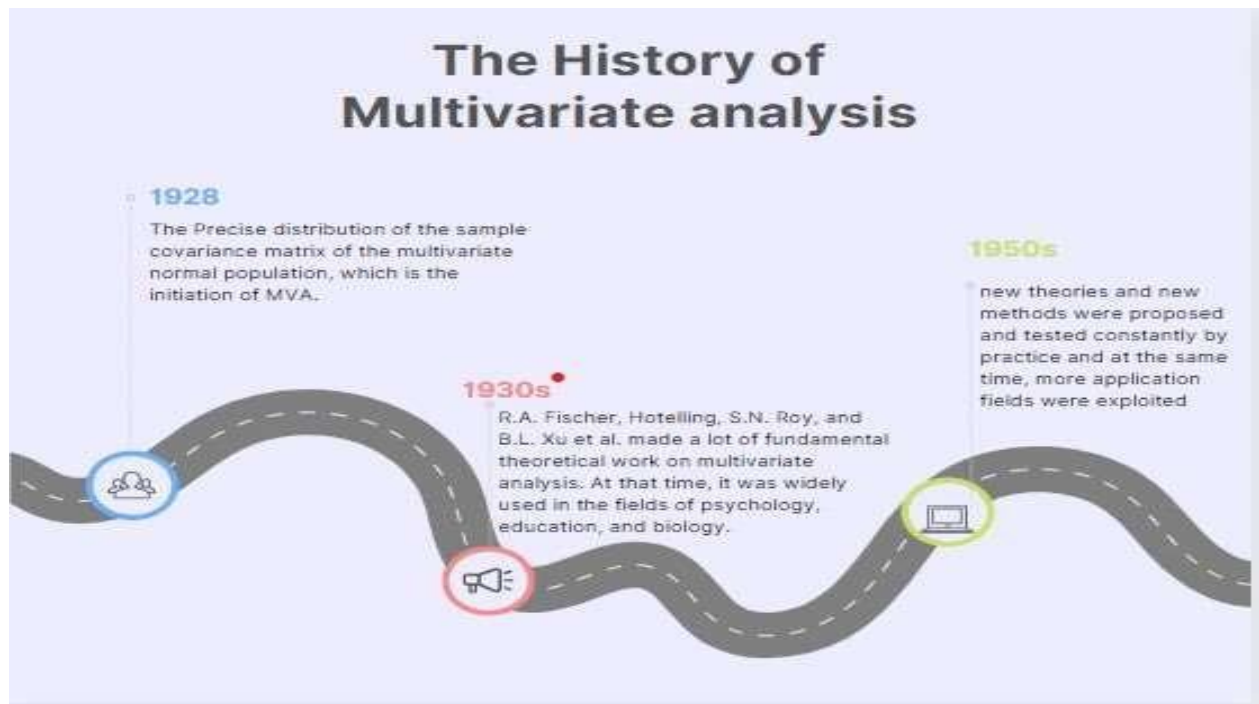 The History of
Multivariate analysis
1928
The Precise distribution of the sample
covariance matrix of the multivariate
normal population, which is the
initiation of MVA.
1930s
R.A. Fischer, Hotelling, S.N. Roy, and
B.L. Xu et al. made a lot of fundamental
theoretical work on multivariate
analysis. At that time, it was widely
used in the fields of psychology,
education, and biology.
1950s
new theories and new
methods were proposed
and tested constantly by
practice and at the same
time, more application
fields were exploited